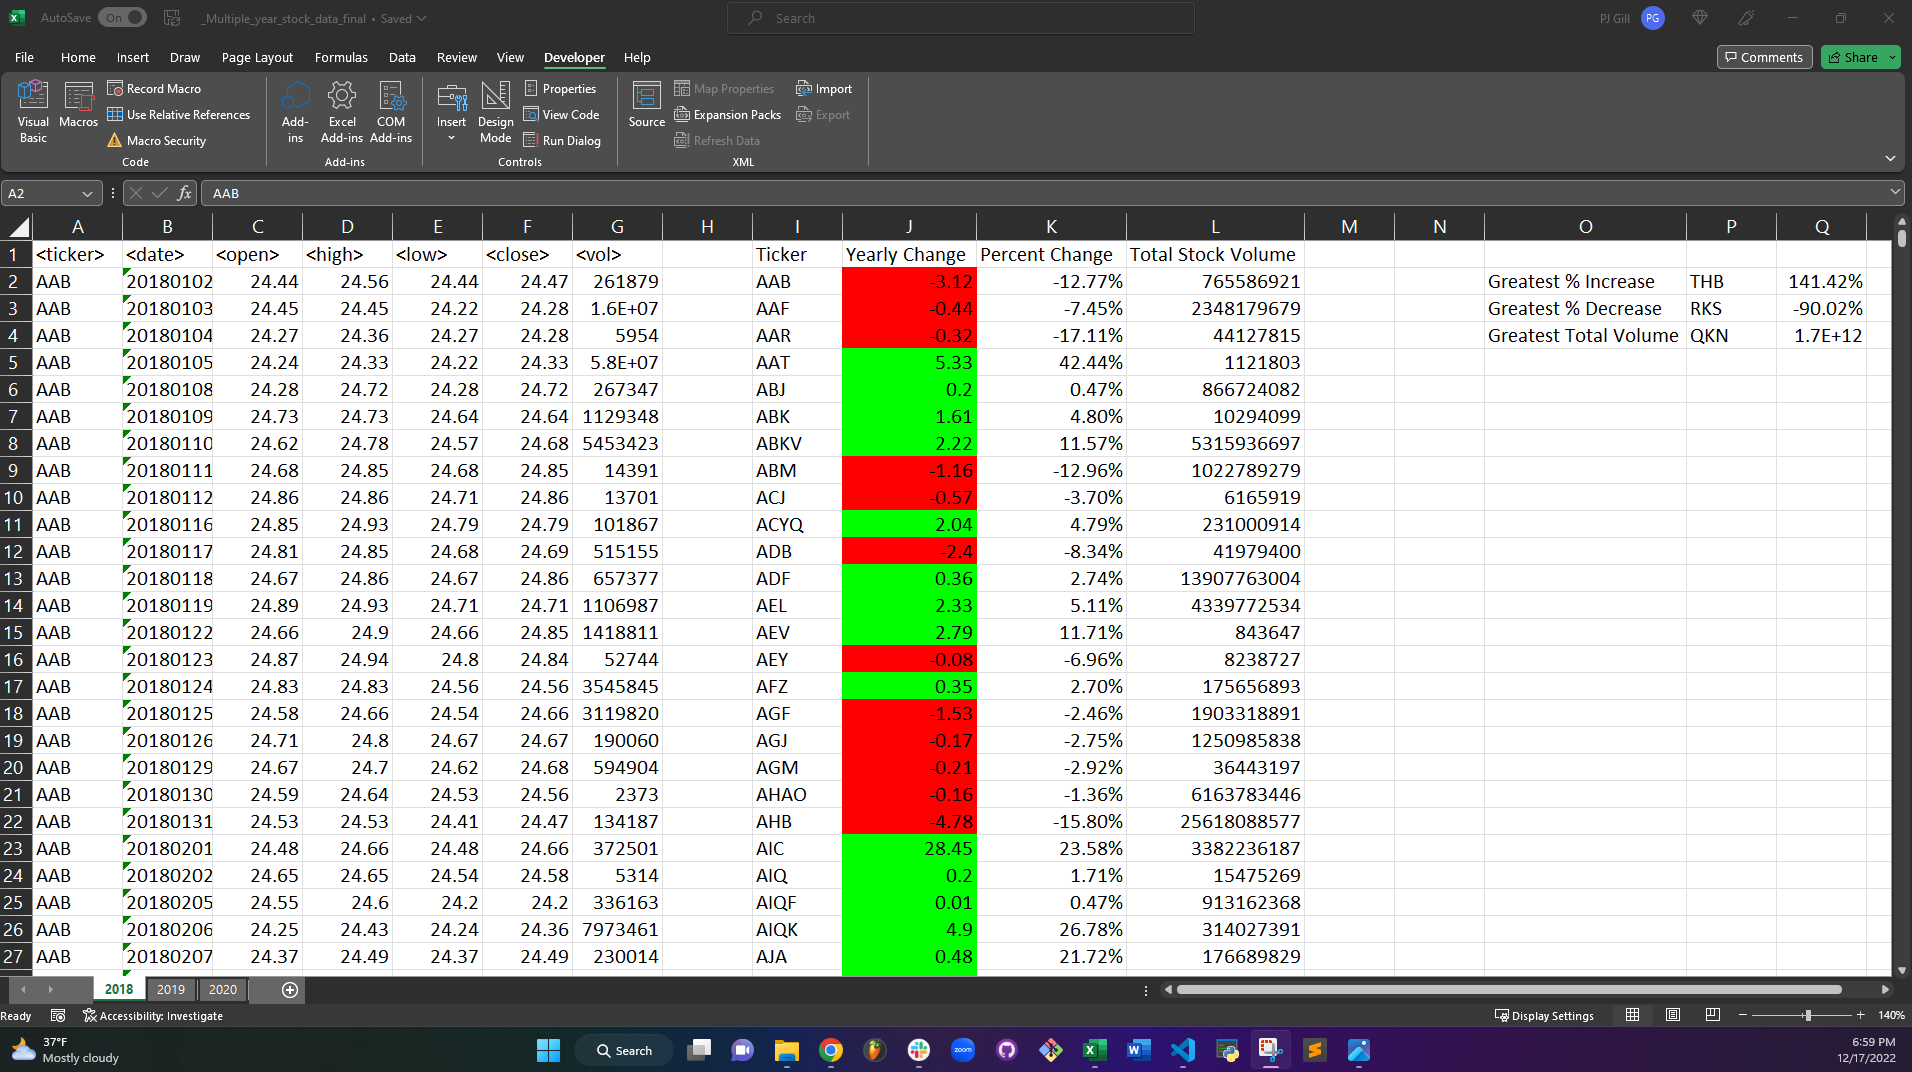 AutoSave On _Multiple_year_stock_data_final • Saved Search PJ Gill PG
File Home Insert Draw Page Layout Formulas Data Review View Developer Help Comments Share
Visual Basic Macros Record Macro Use Relative References Macro Security Code
Add-ins Excel Add-ins COM Add-ins Add-ins
Insert Design Mode Properties View Code Run Dialog Controls
Source Map Properties Expansion Packs Refresh Data Import Export XML
A2 fx AAB
A B C D E F G H I J K L M N O P Q
1 <ticker> <date> <open> <high> <low> <close> <vol> Ticker Yearly Change Percent Change Total Stock Volume
2 AAB 20180102 24.44 24.56 24.44 24.47 261879 AAB -3.12 -12.77% 765586921 Greatest % Increase THB 141.42%
3 AAB 20180103 24.45 24.45 24.22 24.28 1.6E+07 AAF -0.44 -7.45% 2348179679 Greatest % Decrease RKS -90.02%
4 AAB 20180104 24.27 24.36 24.27 24.28 5954 AAR -0.32 -17.11% 44127815 Greatest Total Volume QKN 1.7E+12
5 AAB 20180105 24.24 24.33 24.22 24.33 5.8E+07 AAT 5.33 42.44% 1121803
6 AAB 20180108 24.28 24.72 24.28 24.72 267347 ABJ 0.2 0.47% 866724082
7 AAB 20180109 24.73 24.73 24.64 24.64 1129348 ABK 1.61 4.80% 10294099
8 AAB 20180110 24.62 24.78 24.57 24.68 5453423 ABKV 2.22 11.57% 5315936697
9 AAB 20180111 24.68 24.85 24.68 24.85 14391 ABM -1.16 -12.96% 1022789279
10 AAB 20180112 24.86 24.86 24.71 24.86 13701 ACJ -0.57 -3.70% 6165919
11 AAB 20180116 24.85 24.93 24.79 24.79 101867 ACYQ 2.04 4.79% 231000914
12 AAB 20180117 24.81 24.85 24.68 24.69 515155 ADB -2.4 -8.34% 41979400
13 AAB 20180118 24.67 24.86 24.67 24.86 657377 ADF 0.36 2.74% 13907763004
14 AAB 20180119 24.89 24.93 24.71 24.71 1106987 AEL 2.33 5.11% 4339772534
15 AAB 20180122 24.66 24.9 24.66 24.85 1418811 AEV 2.79 11.71% 843647
16 AAB 20180123 24.87 24.94 24.8 24.84 52744 AEY -0.08 -6.96% 8238727
17 AAB 20180124 24.83 24.83 24.56 24.56 3545845 AFZ 0.35 2.70% 175656893
18 AAB 20180125 24.58 24.66 24.54 24.66 3119820 AGF -1.53 -2.46% 1903318891
19 AAB 20180126 24.71 24.8 24.67 24.67 190060 AGJ -0.17 -2.75% 1250985838
20 AAB 20180129 24.67 24.7 24.62 24.68 594904 AGM -0.21 -2.92% 36443197
21 AAB 20180130 24.59 24.64 24.53 24.56 2373 AHAO -0.16 -1.36% 6163783446
22 AAB 20180131 24.53 24.53 24.41 24.47 134187 AHB -4.78 -15.80% 25618088577
23 AAB 20180201 24.48 24.66 24.48 24.66 372501 AIC 28.45 23.58% 3382236187
24 AAB 20180202 24.65 24.65 24.54 24.58 5314 AIQ 0.2 1.71% 15475269
25 AAB 20180205 24.55 24.6 24.2 24.2 336163 AIQF 0.01 0.47% 913162368
26 AAB 20180206 24.25 24.43 24.24 24.36 7973461 AIQK 4.9 26.78% 314027391
27 AAB 20180207 24.37 24.49 24.37 24.49 230014 AJA 0.48 21.72% 176689829
2018 2019 2020
Ready Accessibility: Investigate Display Settings 140%
37°F Mostly cloudy Search zoom 6:59 PM 12/17/2022